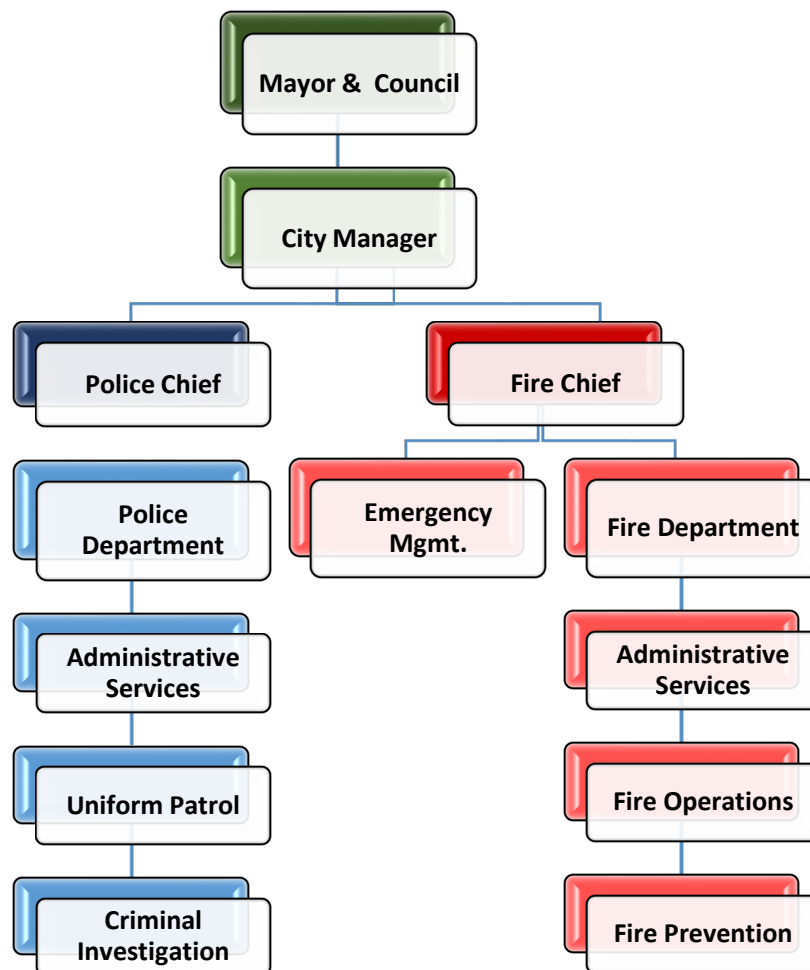 Mayor &  Council
City Manager
Police Chief
Fire Chief
Police
Department
Emergency
Mgmt.
Fire Department
Administrative
Services
Administrative
Services
Uniform Patrol
Fire Operations
Criminal
Investigation
Fire Prevention